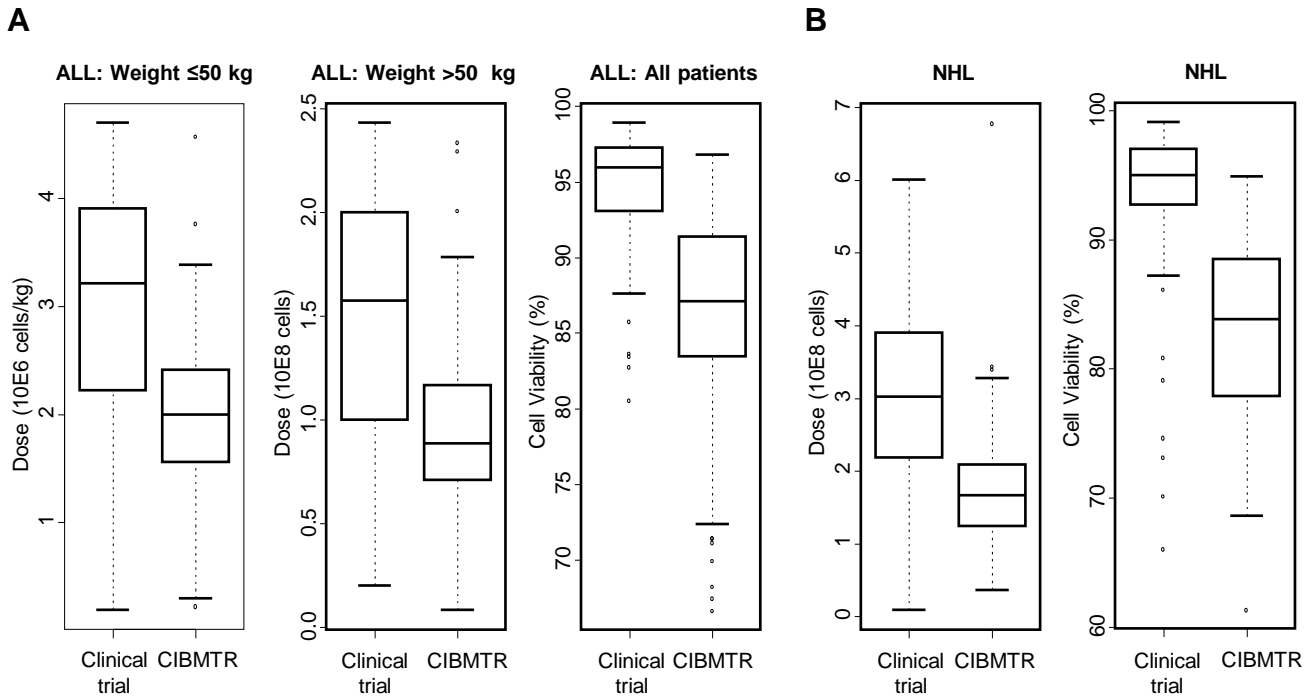 A
B
ALL: Weight ≤50 kg
ALL: Weight >50 kg
ALL: All patients
NHL
NHL
Dose (10E6 cells/kg)
4
3
2
1
Clinical trial
CIBMTR
Dose (10E8 cells)
2.5
2.0
1.5
1.0
0.5
0.0
Clinical
trial
CIBMTR
Cell Viability (%)
100
95
90
85
80
75
70
Clinical
trial
CIBMTR
Dose (10E8 cells)
7
6
5
4
3
2
1
0
Clinical
trial
CIBMTR
Cell Viability (%)
100
90
80
70
60
Clinical
trial
CIBMTR